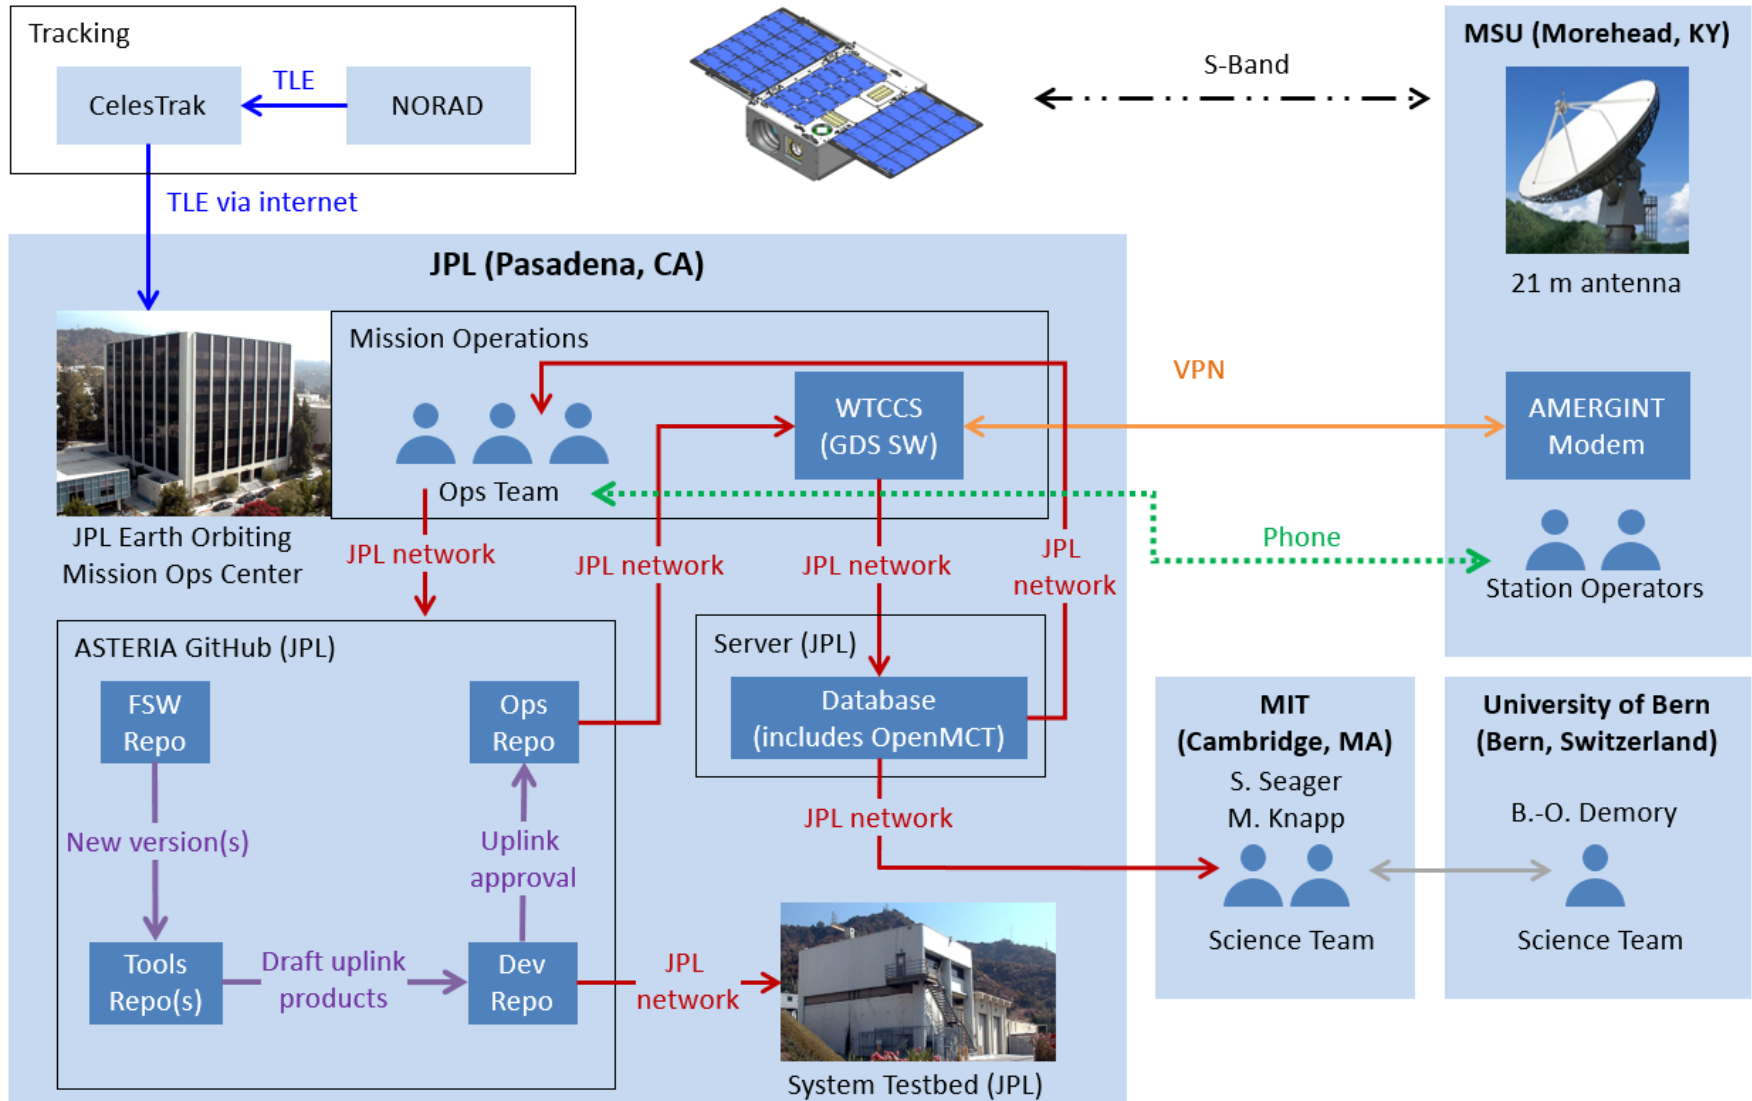 Tracking
CelesTrak
TLE
NORAD
TLE via internet
S-Band
MSU (Morehead, KY)
21 m antenna
JPL (Pasadena, CA)
Mission Operations
Ops Team
WTCCS
(GDS SW)
VPN
AMERGINT
Modem
Phone
Station Operators
JPL Earth Orbiting
Mission Ops Center
JPL network
JPL network
JPL network
JPL
network
ASTERIA GitHub (JPL)
FSW
Repo
Ops
Repo
New version(s)
Uplink
approval
Tools
Repo(s)
Draft uplink
products
Dev
Repo
JPL
network
Server (JPL)
Database
(includes OpenMCT)
JPL network
System Testbed (JPL)
MIT
(Cambridge, MA)
S. Seager
M. Knapp
Science Team
University of Bern
(Bern, Switzerland)
B.-O. Demory
Science Team